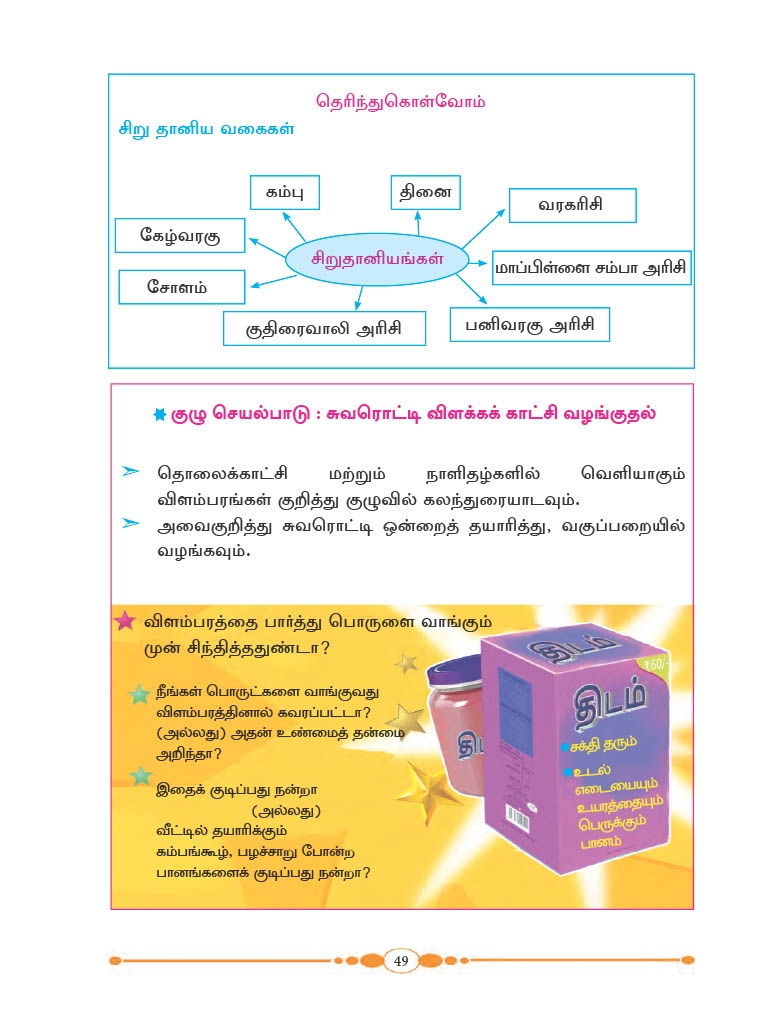 தெரிந்துகொள்வோம்
சிறு தானிய வகைகள்
கம்பு
தினை
வரகரிசி
கேழ்வரகு
சிறுதானியங்கள்
மாப்பிள்ளை சம்பா அரிசி
சோளம்
குதிரைவாலி அரிசி
பனிவரகு அரிசி
குழு செயல்பாடு : சுவரொட்டி விளக்கக் காட்சி வழங்குதல்
தொலைக்காட்சி மற்றும் நாளிதழ்களில் வெளியாகும்
விளம்பரங்கள் குறித்து குழுவில் கலந்துரையாடவும்.
அவைகுறித்து சுவரொட்டி ஒன்றைத் தயாரித்து, வகுப்பறையில்
வழங்கவும்.
விளம்பரத்தை பார்த்து பொருளை வாங்கும்
முன் சிந்தித்ததுண்டா?
நீங்கள் பொருட்களை வாங்குவது
விளம்பரத்தினால் கவரப்பட்டா?
(அல்லது) அதன் உண்மைத் தன்மை
அறிந்தா?
இதைக் குடிப்பது நன்றா
(அல்லது)
வீட்டில் தயாரிக்கும்
கம்பங்கூழ், பழச்சாறு போன்ற
பானங்களைக் குடிப்பது நன்றா?
திடம்
₹60/-
திடம்
சக்தி தரும்
உடல்
எடையையும்
உயரத்தையும்
பெருக்கும்
பானம்
49